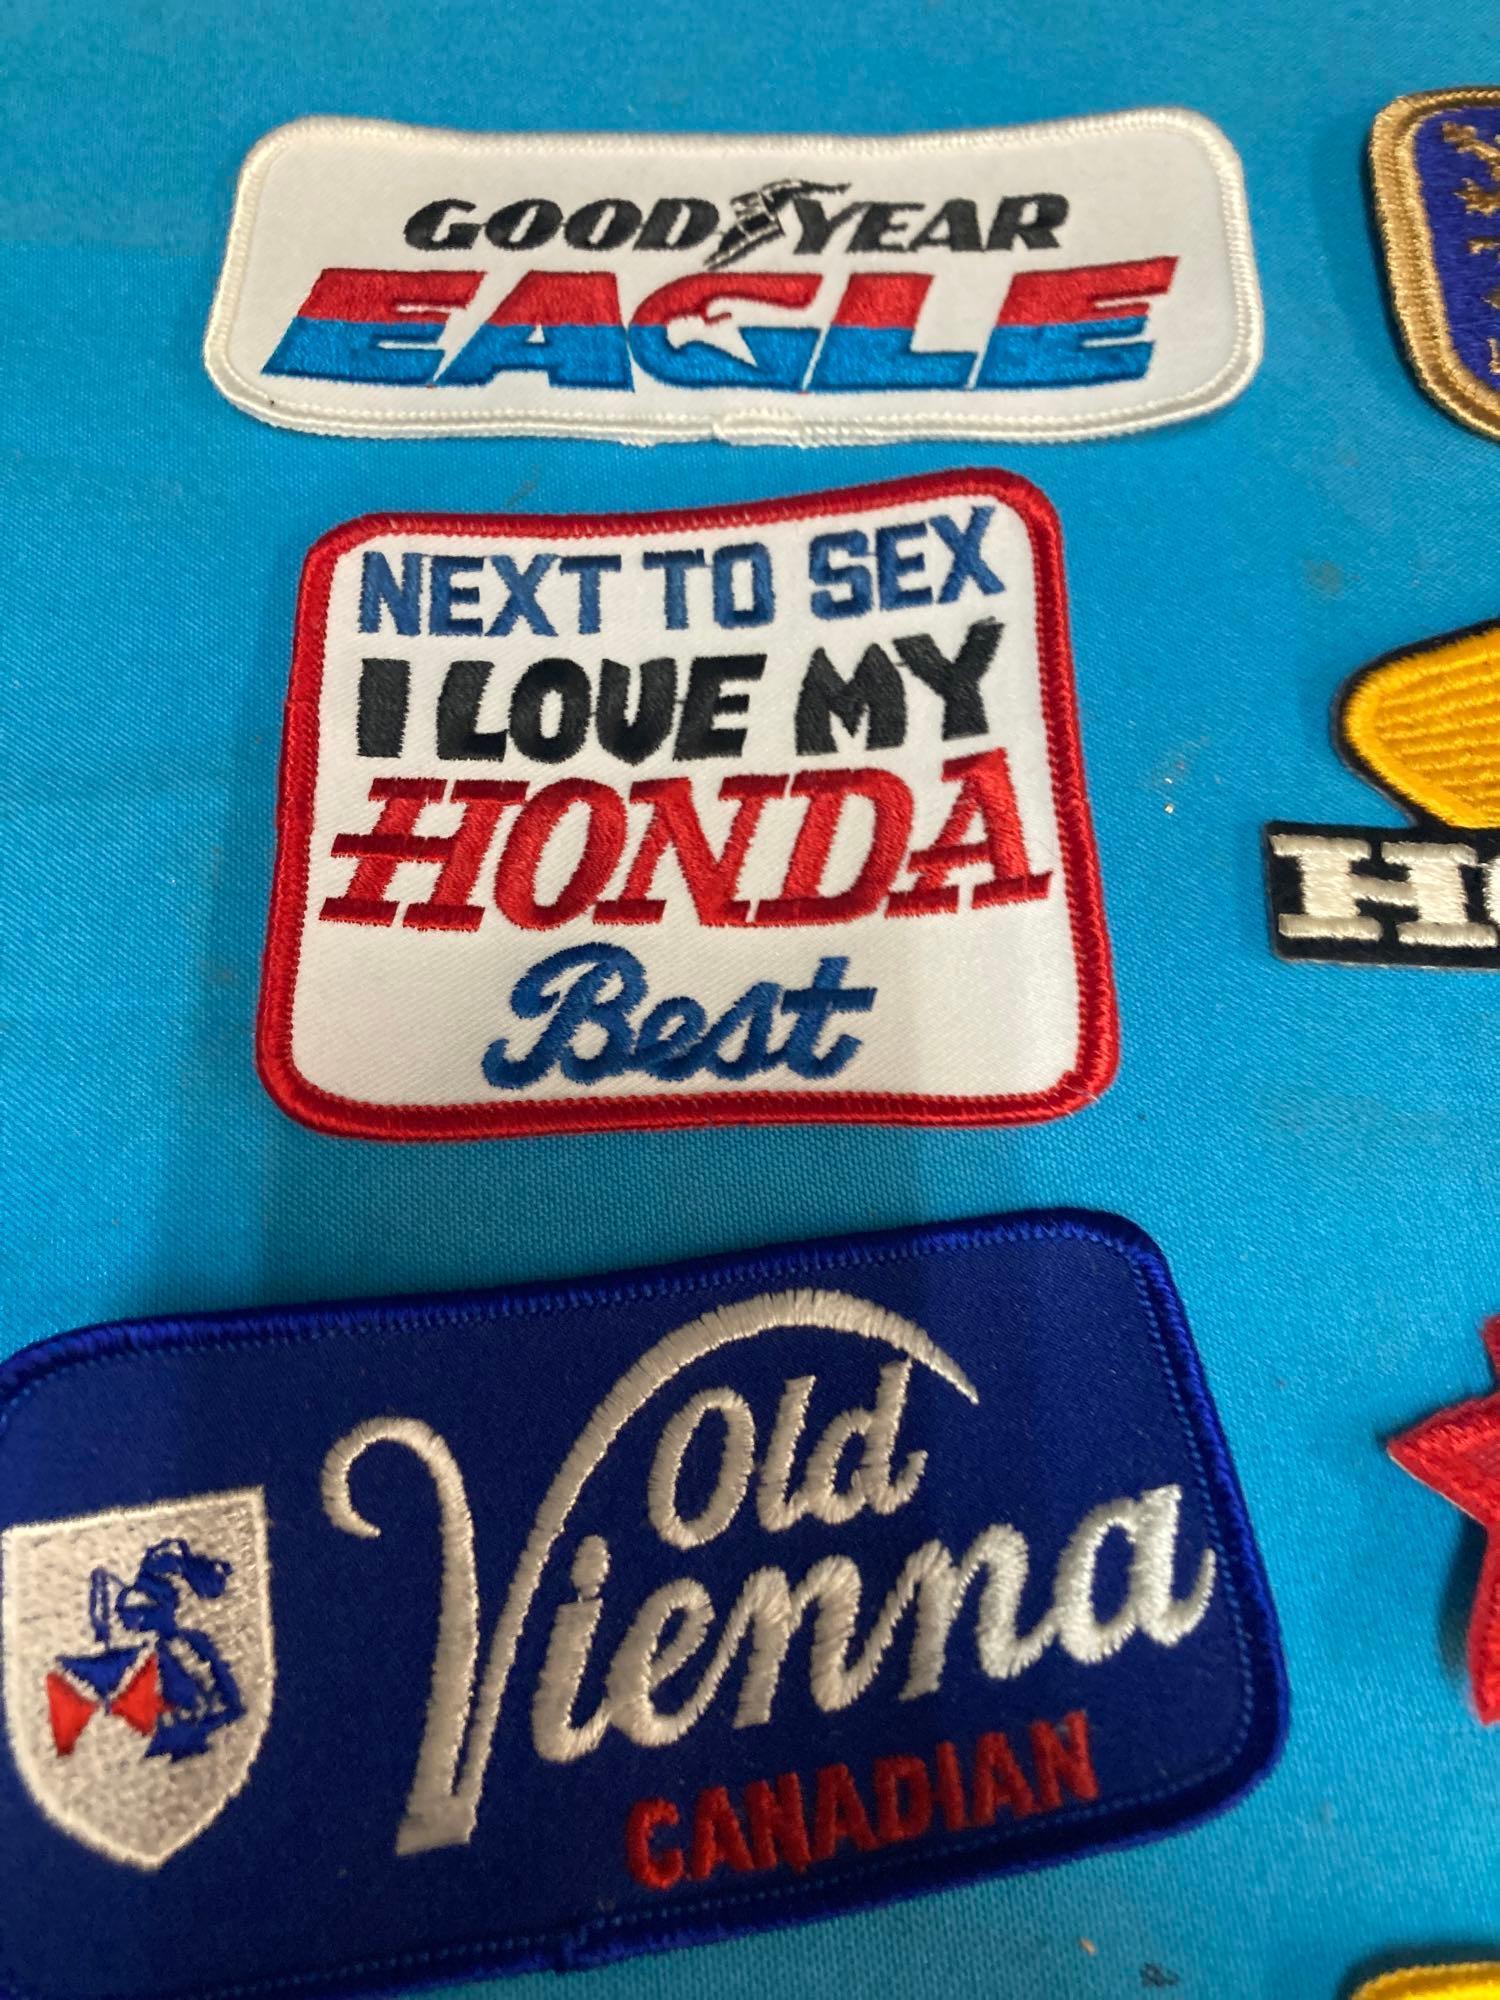 GOODYEAR
EAGLE
NEXT TO SEX
I LOVE MY
HONDA
Best
Old
Vienna
CANADIAN